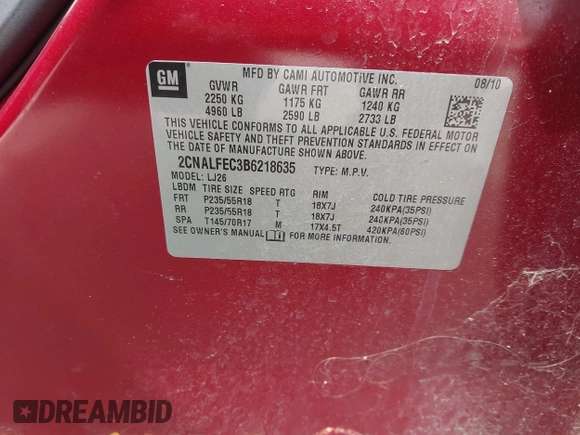 GM
MFD BY CAMI AUTOMOTIVE INC.
08/10
GVWR GAWR FRT GAWR RR
2250 KG 1175 KG 1240 KG
4960 LB 2590 LB 2733 LB
THIS VEHICLE CONFORMS TO ALL APPLICABLE U.S. FEDERAL MOTOR
VEHICLE SAFETY AND THEFT PREVENTION STANDARDS IN EFFECT ON
THE DATE OF MANUFACTURE SHOWN ABOVE.
2CNALFEC3B6218635 TYPE: M.P.V.
MODEL: LJ26
LBDM TIRE SIZE SPEED RTG RIM COLD TIRE PRESSURE
FRT P235/55R18 T 18X7J 240KPA(35PSI)
RR P235/55R18 T 18X7J 240KPA(35PSI)
SPA T145/70R17 M 17X4.5T 420KPA(60PSI)
SEE OWNER'S MANUAL FOR MORE INFORMATION.
DREAMBID